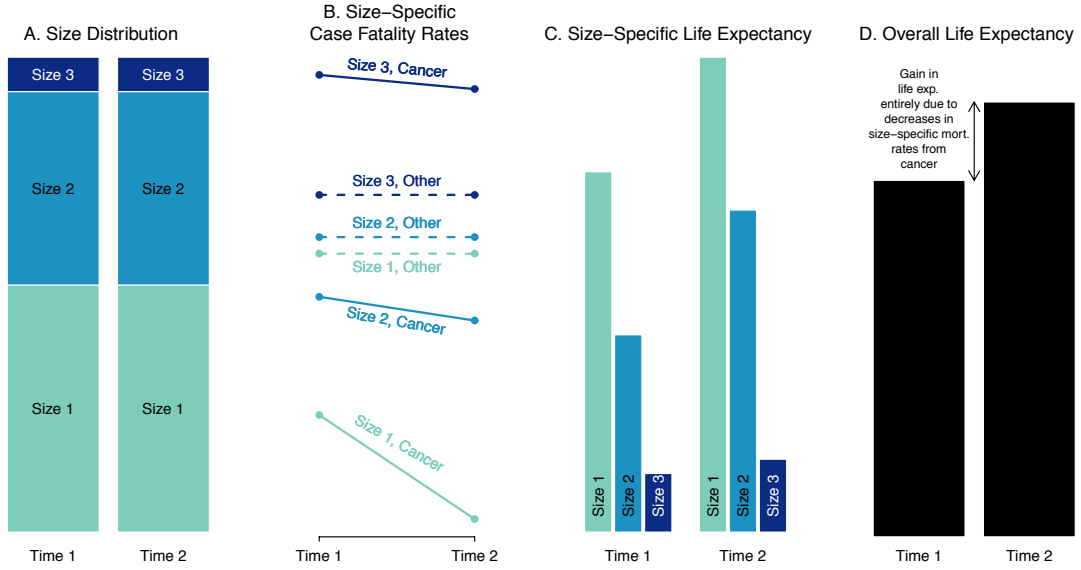 A. Size Distribution
Size 3
Size 3
Size 2
Size 2
Size 1
Size 1
Time 1
Time 2
B. Size−Specific
Case Fatality Rates
Size 3, Cancer
Size 3, Other
Size 2, Other
Size 1, Other
Size 2, Cancer
Size 1, Cancer
Time 1
Time 2
C. Size−Specific Life Expectancy
Size 1
Size 2
Size 3
Size 1
Size 2
Size 3
Time 1
Time 2
D. Overall Life Expectancy
Gain in
life exp.
entirely due to
decreases in
size−specific mort.
rates from
cancer
Time 1
Time 2